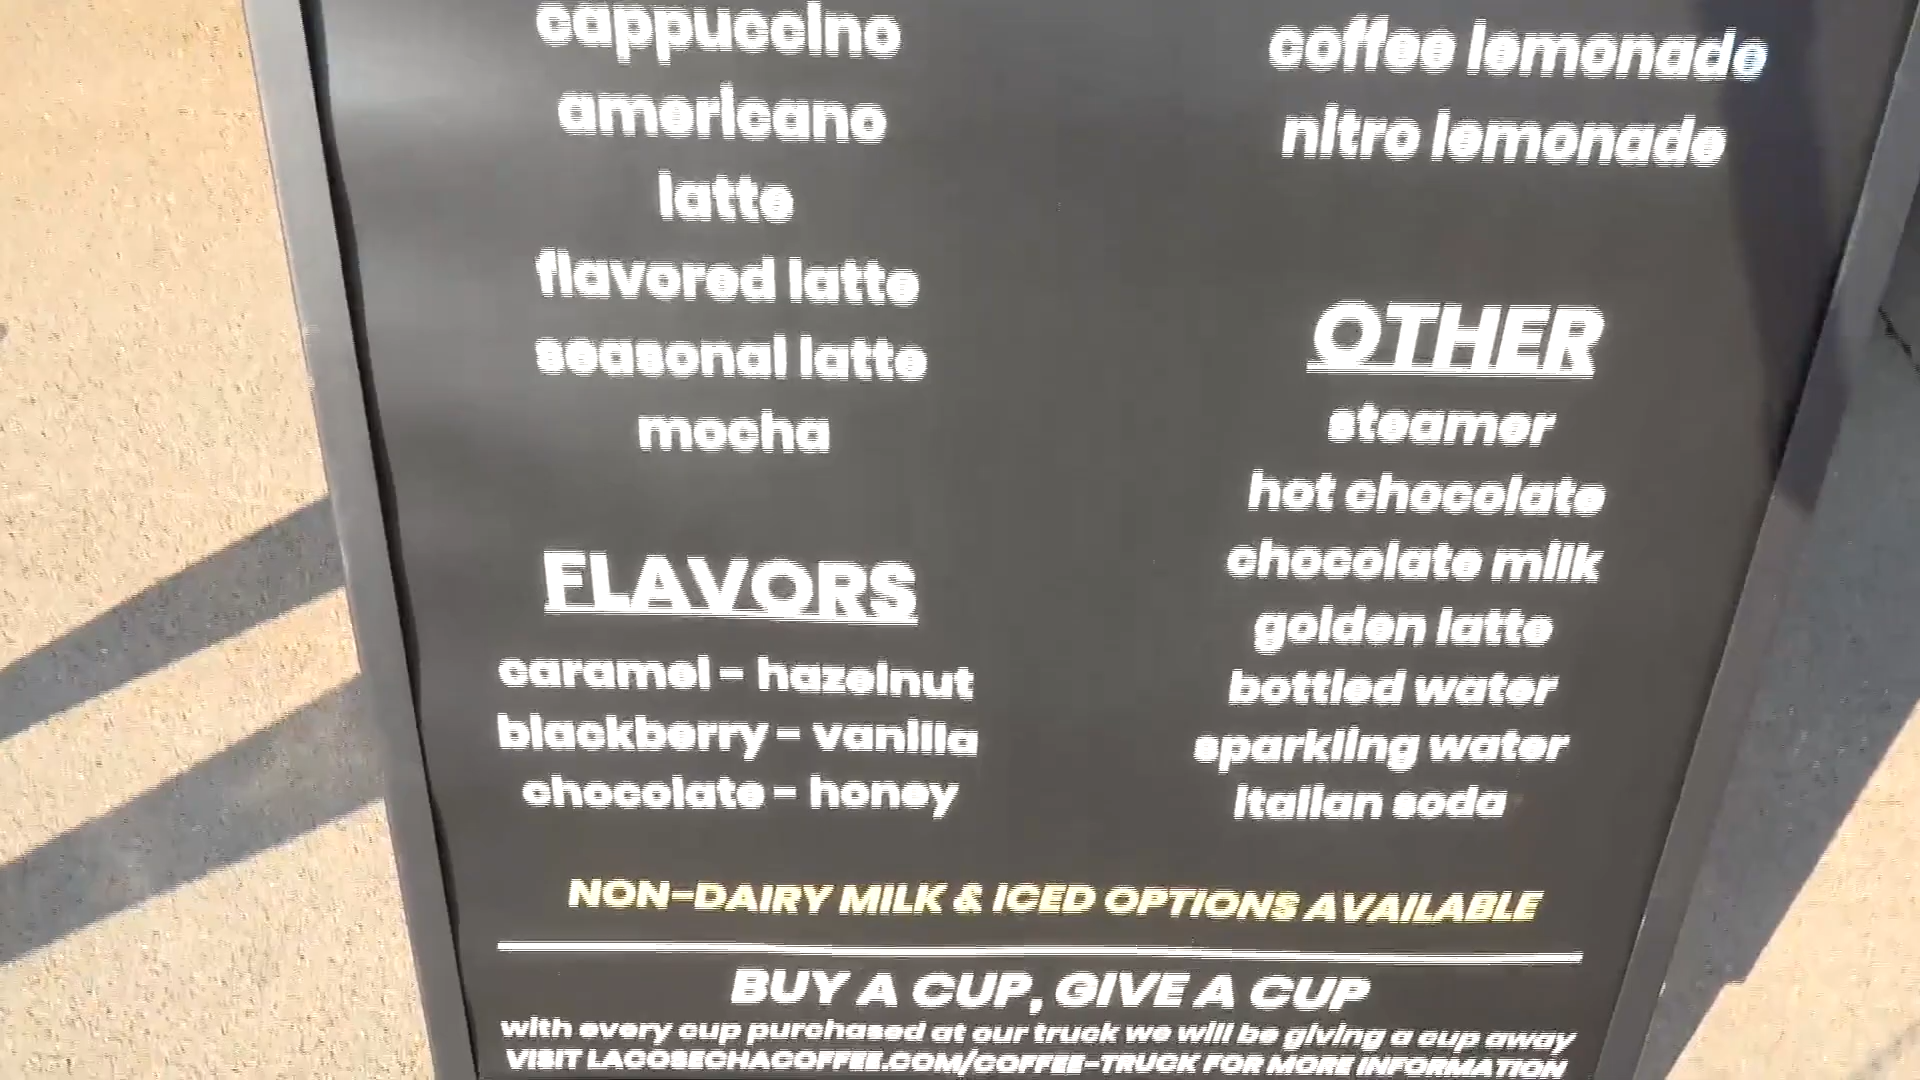 cappuccino
americano
latte
flavored latte
seasonal latte
mocha
FLAVORS
caramel - hazelnut
blackberry - vanilla
chocolate - honey
coffee lemonade
nitro lemonade
OTHER
steamer
hot chocolate
chocolate milk
golden latte
bottled water
sparkling water
italian soda
NON-DAIRY MILK & ICED OPTIONS AVAILABLE
BUY A CUP, GIVE A CUP
with every cup purchased at our truck we will be giving a cup away
VISIT LACOSECHACOFFEE.COM/COFFEE-TRUCK FOR MORE INFORMATION